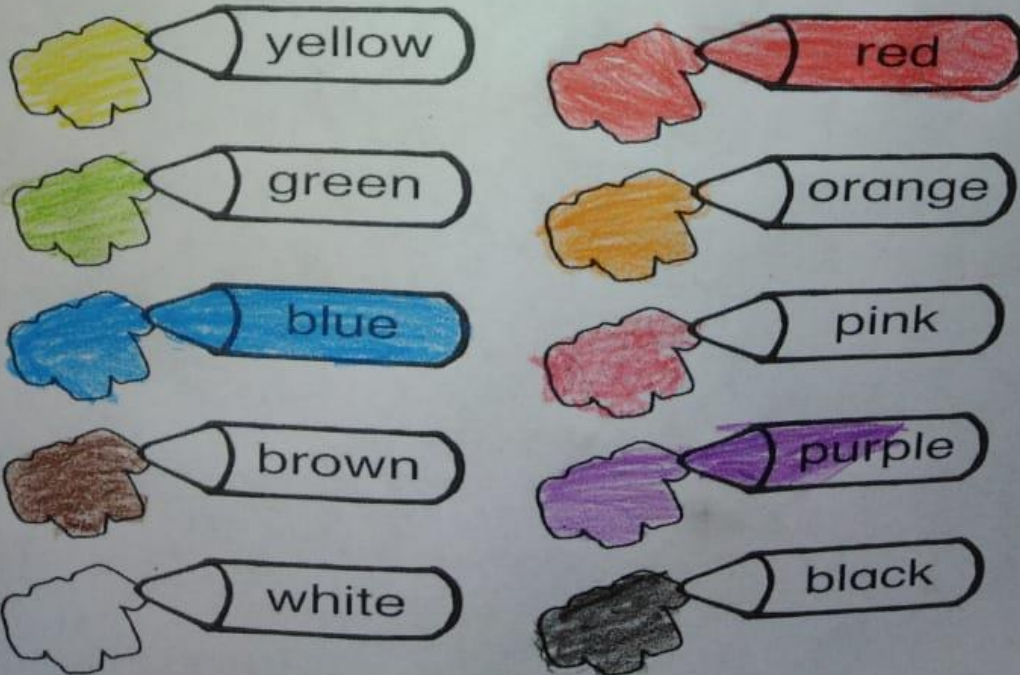 yellow
red
green
orange
blue
pink
brown
purple
white
black